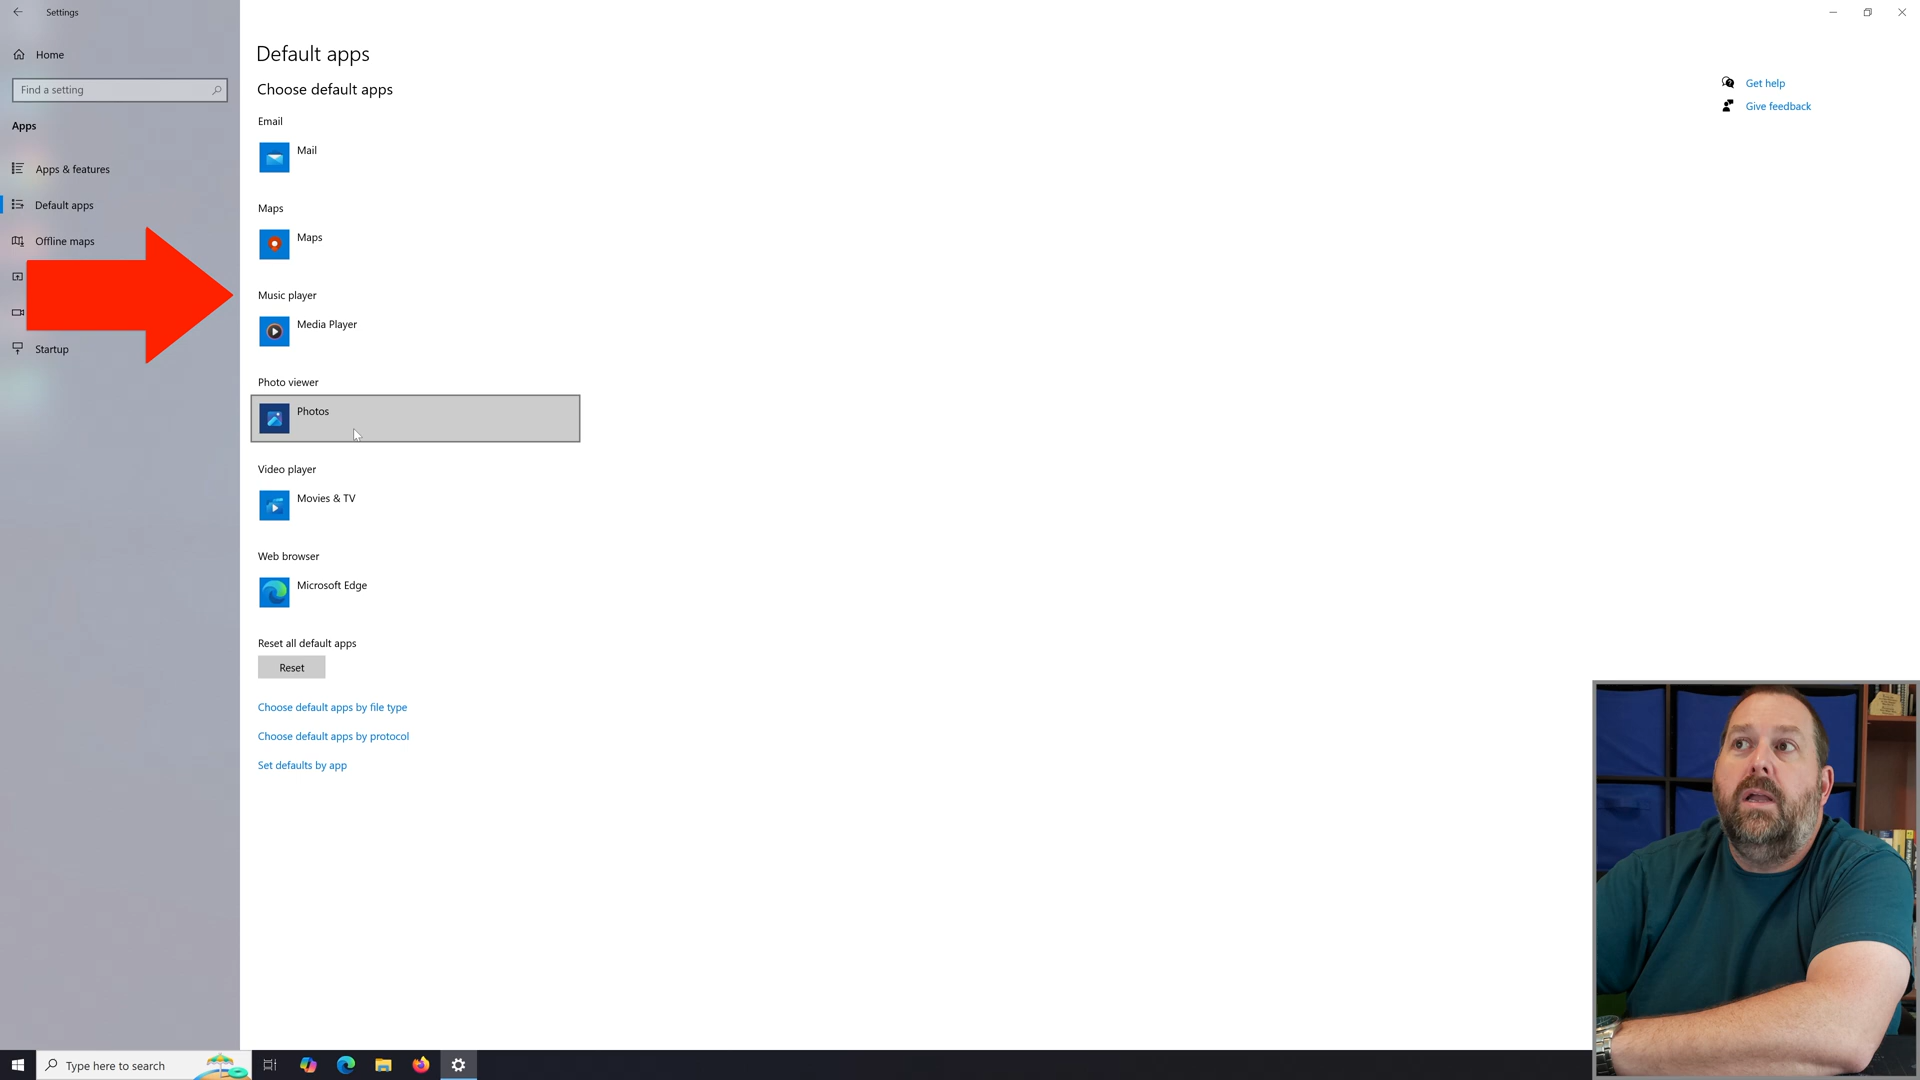 Settings
Home
Find a setting
Apps
Apps & features
Default apps
Offline maps
Startup
Default apps
Choose default apps
Email
Mail
Maps
Maps
Music player
Media Player
Photo viewer
Photos
Video player
Movies & TV
Web browser
Microsoft Edge
Reset all default apps
Reset
Choose default apps by file type
Choose default apps by protocol
Set defaults by app
Get help
Give feedback
Type here to search